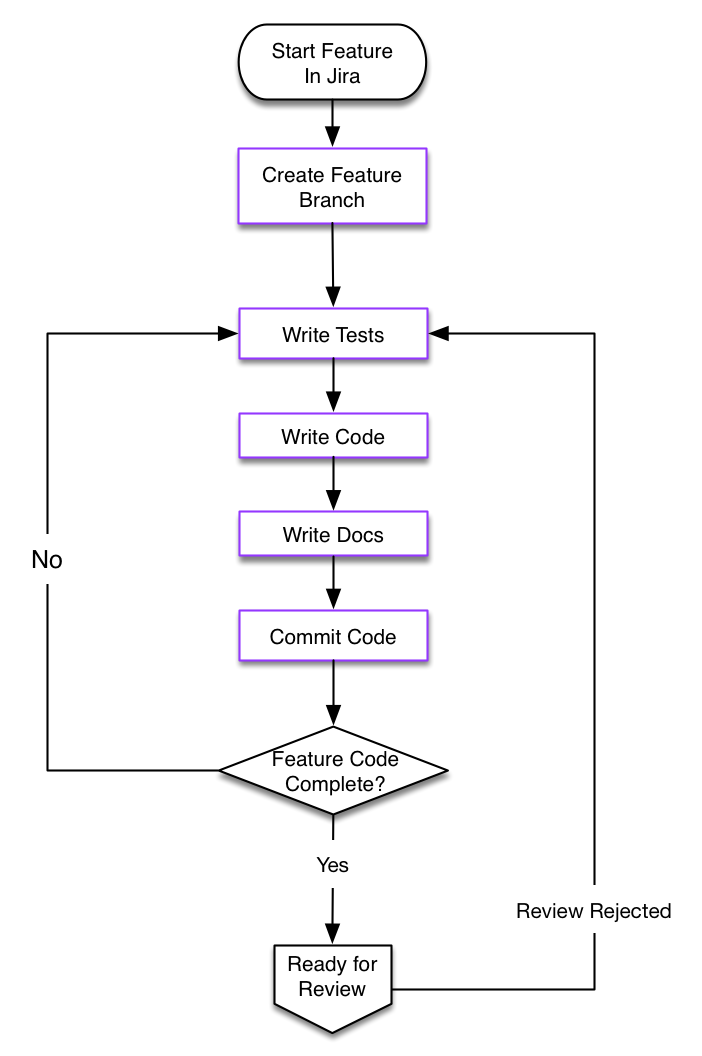 Start Feature
In Jira
Create Feature
Branch
Write Tests
Write Code
Write Docs
No
Commit Code
Feature Code
Complete?
Yes
Review Rejected
Ready for
Review